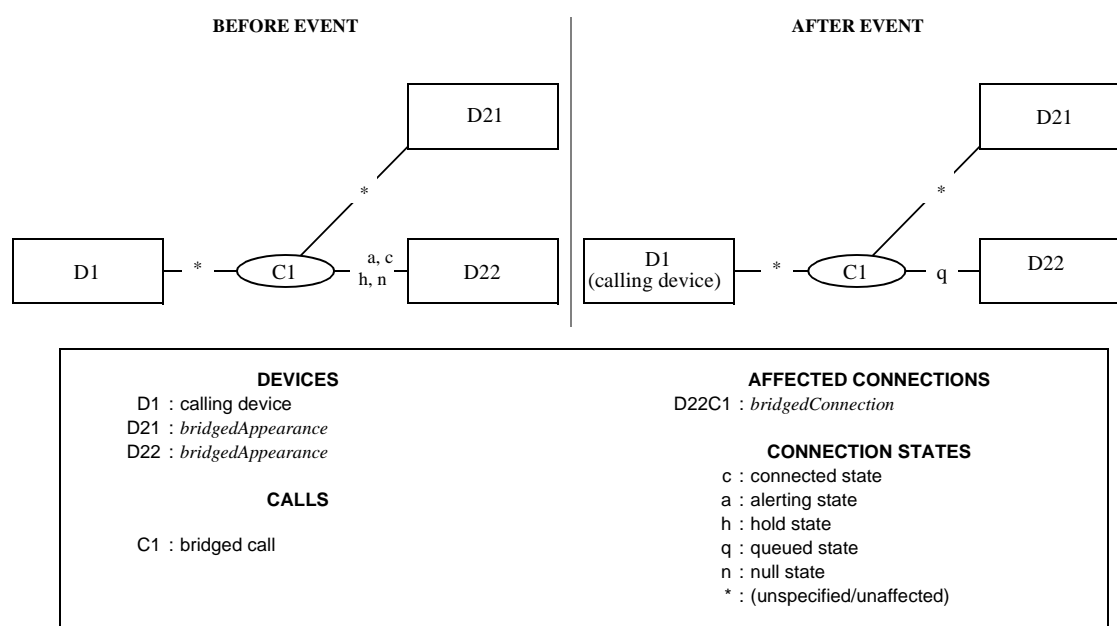 BEFORE EVENT
AFTER EVENT
D21
D21
*
*
D1
*
C1
a, c
h, n
D22
D1
(calling device)
*
C1
q
D22
DEVICES
D1 : calling device
D21 : bridgedAppearance
D22 : bridgedAppearance
CALLS
C1 : bridged call
AFFECTED CONNECTIONS
D22C1 : bridgedConnection
CONNECTION STATES
c : connected state
a : alerting state
h : hold state
q : queued state
n : null state
* : (unspecified/unaffected)